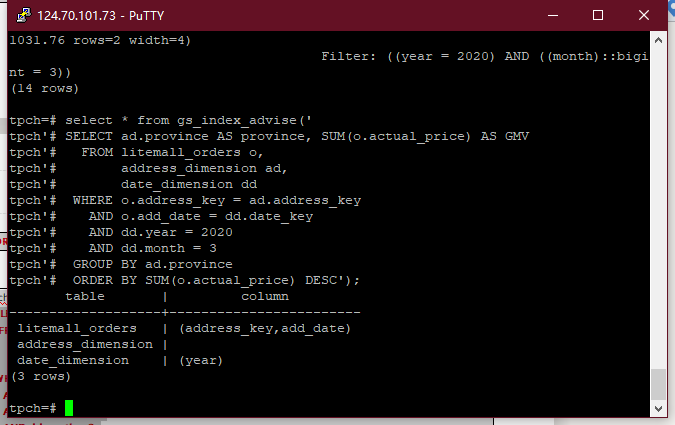 124.70.101.73 - PuTTY
1031.76 rows=2 width=4)
Filter: ((year = 2020) AND ((month)::bigi
nt = 3))
(14 rows)
tpch=# select * from gs_index_advise('
tpch'# SELECT ad.province AS province, SUM(o.actual_price) AS GMV
tpch'#   FROM litemall_orders o,
tpch'#        address_dimension ad,
tpch'#        date_dimension dd
tpch'#  WHERE o.address_key = ad.address_key
tpch'#    AND o.add_date = dd.date_key
tpch'#    AND dd.year = 2020
tpch'#    AND dd.month = 3
tpch'#  GROUP BY ad.province
tpch'#  ORDER BY SUM(o.actual_price) DESC');
       table       |         column
-------------------+------------------------
 litemall_orders   | (address_key,add_date)
 address_dimension |
 date_dimension    | (year)
(3 rows)
tpch=#